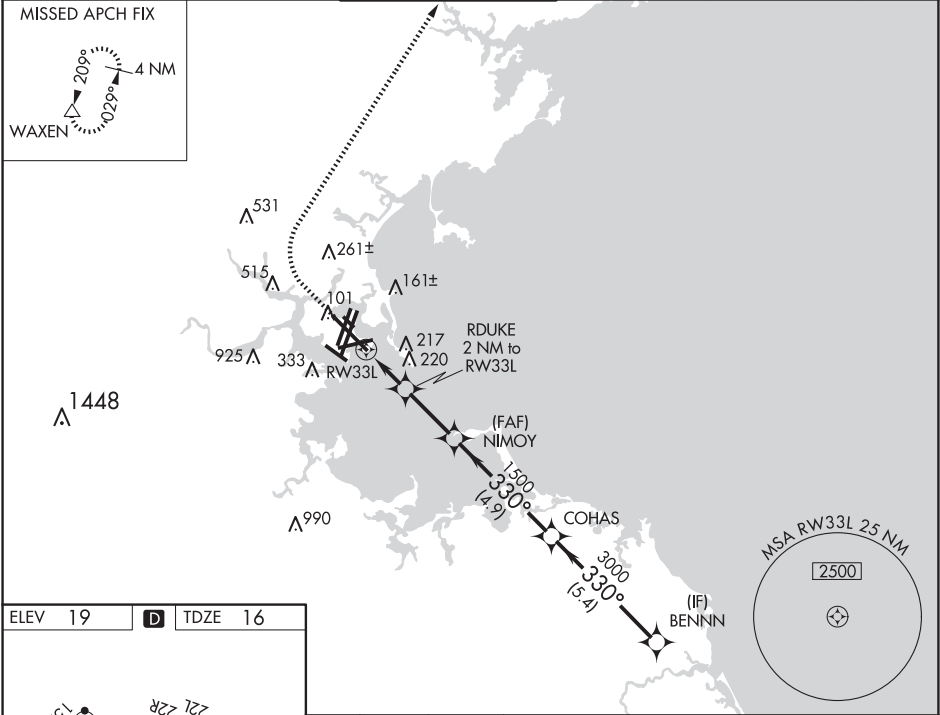 MISSED APCH FIX
209°
4 NM
029°
WAXEN
531
261±
515
161±
101
217
220
925
333
RW33L
RDUKE
2 NM to
RW33L
1448
(FAF)
NIMOY
1500
330°
(4.9)
990
COHAS
3000
330°
(5.4)
(IF)
BENNN
MSA RW33L 25 NM
2500
ELEV 19
D
TDZE 16
22R
22L